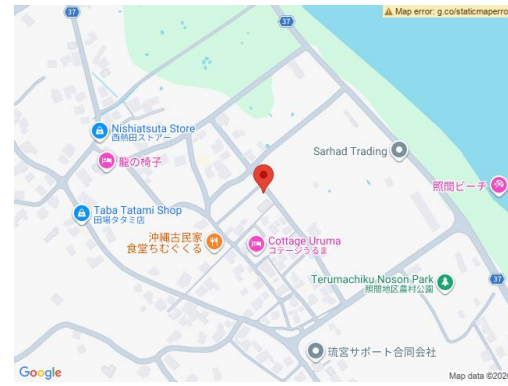 37
37
Map error: g.co/staticmaperro
Nishiatsuta Store
西熱田ストアー
龍の椅子
Sarhad Trading
照間ビーチ
Taba Tatami Shop
田場タタミ店
沖縄古民家
食堂ちむぐくる
Cottage Uruma
コテージうるま
Terumachiku Noson Park
照間地区農村公園
37
琉宮サポート合同会社
Google
Map data ©2026